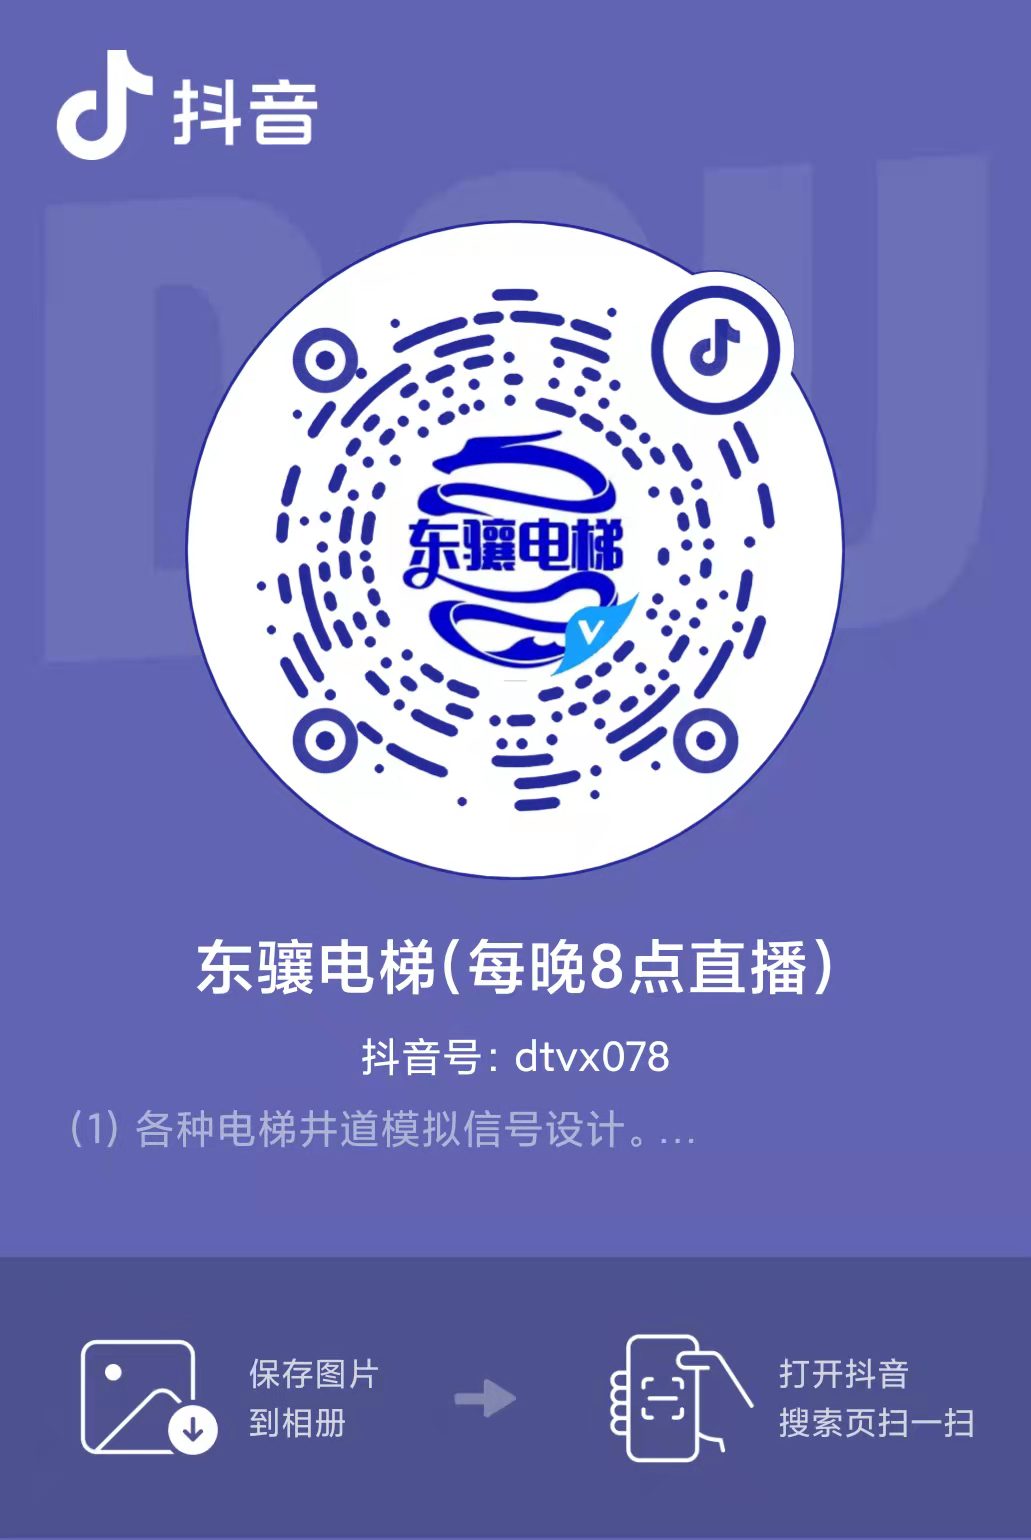 抖音
DOU
东骧电梯
东骧电梯(每晚8点直播)
抖音号: dtvx078
(1) 各种电梯井道模拟信号设计。...
保存图片
到相册
打开抖音
搜索页扫一扫